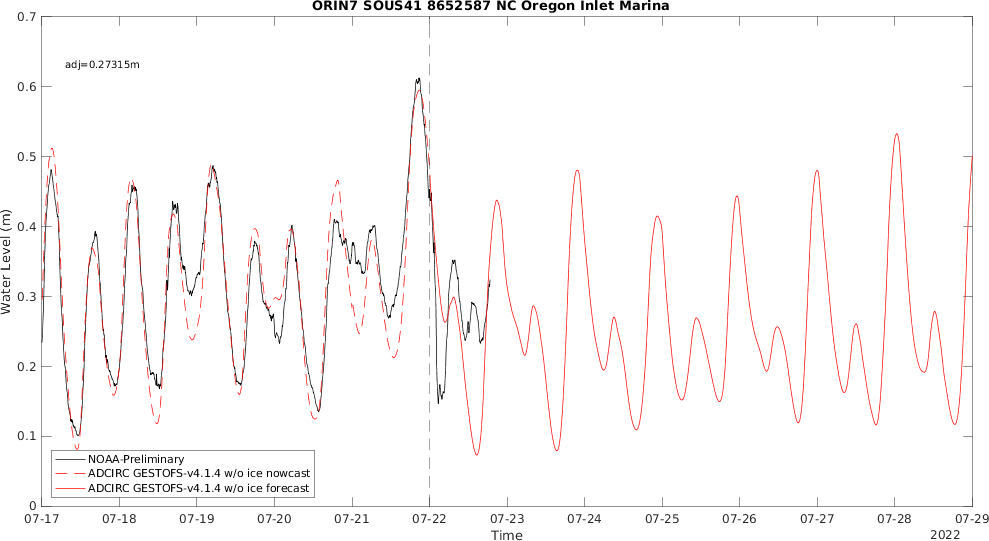 ORIN7 SOUS41 8652587 NC Oregon Inlet Marina
0.7
adj=0.27315m
0.6
0.5
0.4
Water Level (m)
0.3
0.2
0.1
NOAA-Preliminary
ADCIRC GESTOFS-v4.1.4 w/o ice nowcast
ADCIRC GESTOFS-v4.1.4 w/o ice forecast
0
07-17 07-18 07-19 07-20 07-21 07-22 07-23 07-24 07-25 07-26 07-27 07-28 07-29
Time
2022